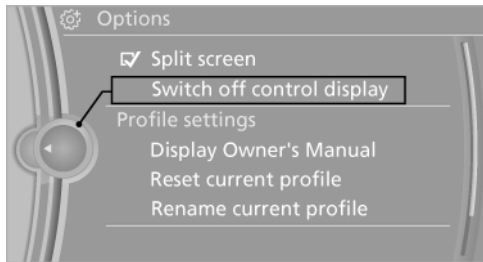 Options
Split screen
Switch off control display
Profile settings
Display Owner's Manual
Reset current profile
Rename current profile